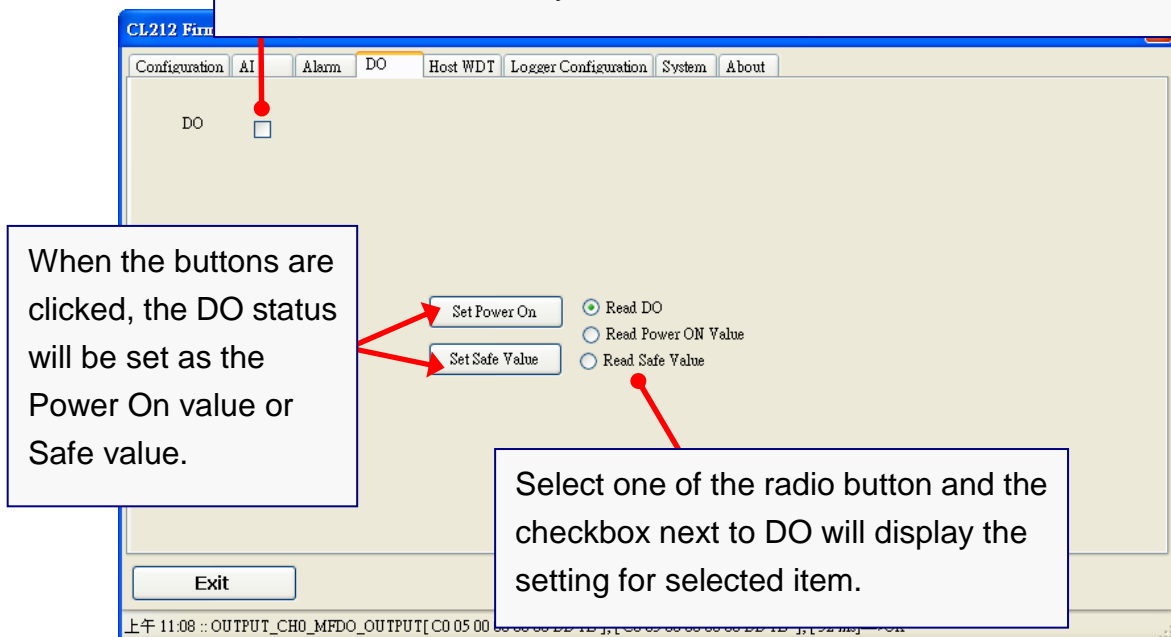 CL212 Firm
Configuration AI Alarm DO Host WDT Logger Configuration System About
DO
When the buttons are
clicked, the DO status
will be set as the
Power On value or
Safe value.
Set Power On
Set Safe Value
Read DO
Read Power ON Value
Read Safe Value
Select one of the radio button and the
checkbox next to DO will display the
setting for selected item.
Exit
上午 11:08 :: OUTPUT_CH0_MFDO_OUTPUT[ C0 05 00